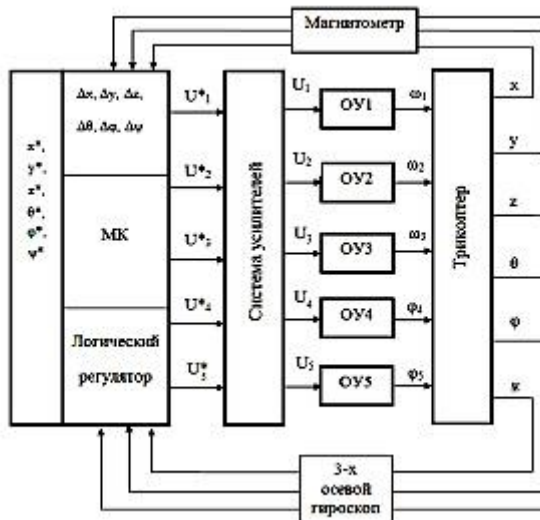 Магнитометр
x*,
y*,
z*,
θ*,
φ*,
ψ*
Δx, Δy, Δz,
Δθ, Δφ, Δψ
МК
Логический
регулятор
U*1
U*2
U*3
U*4
U*5
Система усилителей
U1
U2
U3
U4
U5
ОУ1
ОУ2
ОУ3
ОУ4
ОУ5
ω1
ω2
ω3
φ4
φ5
Трикоптер
x
y
z
θ
φ
ψ
3-х
осевой
гироскоп